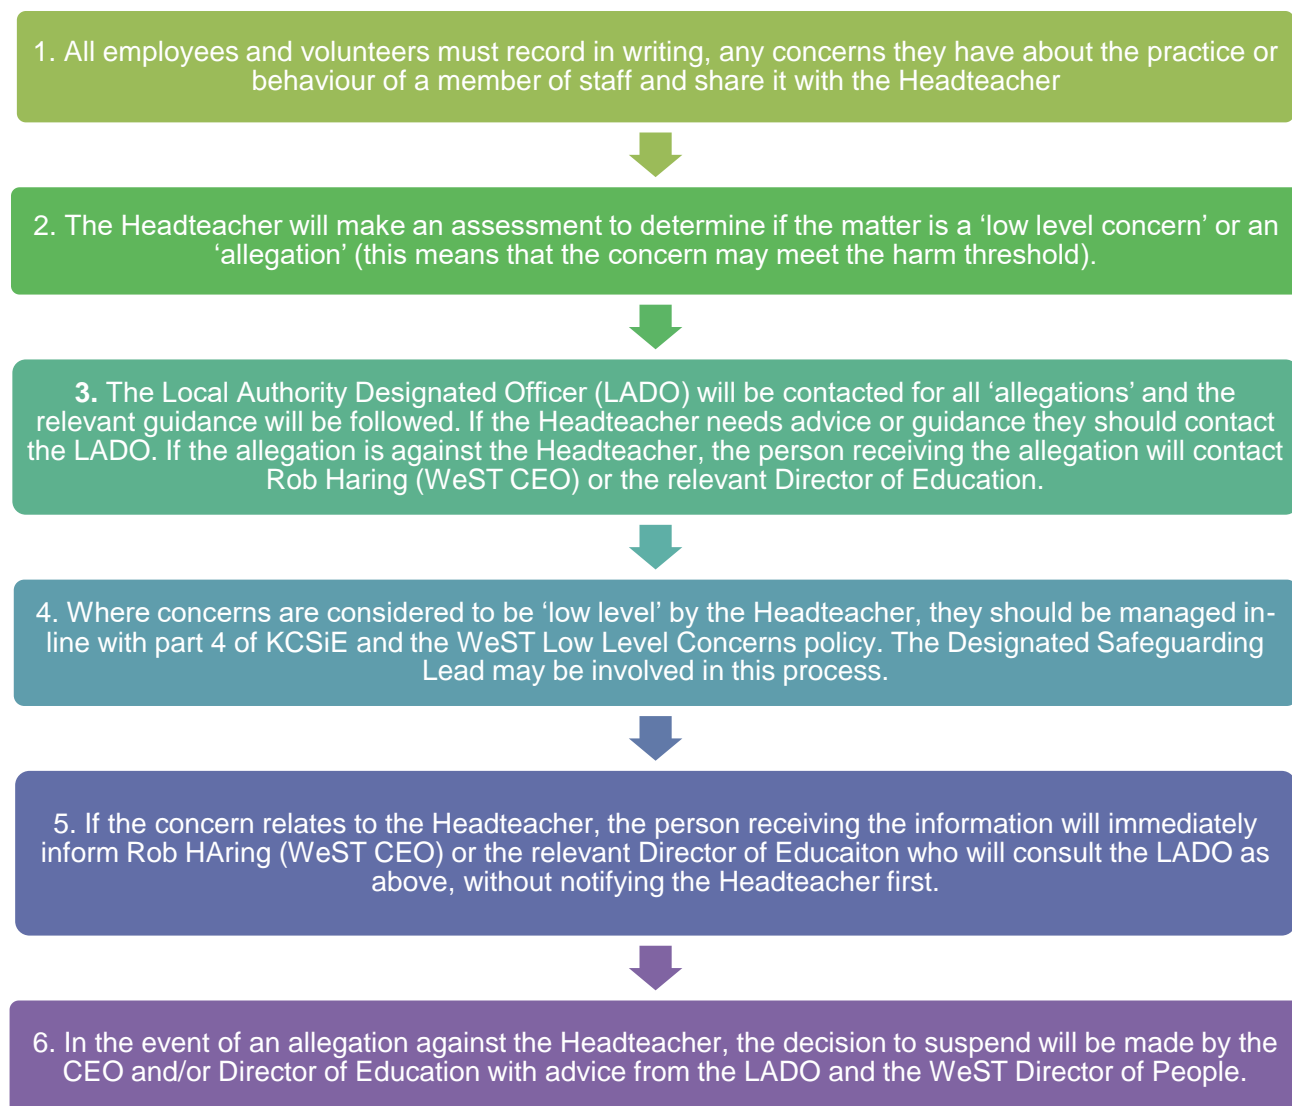 1. All employees and volunteers must record in writing, any concerns they have about the practice or
behaviour of a member of staff and share it with the Headteacher
2. The Headteacher will make an assessment to determine if the matter is a ‘low level concern’ or an
‘allegation’ (this means that the concern may meet the harm threshold).
3. The Local Authority Designated Officer (LADO) will be contacted for all ‘allegations’ and the
relevant guidance will be followed. If the Headteacher needs advice or guidance they should contact
the LADO. If the allegation is against the Headteacher, the person receiving the allegation will contact
Rob Haring (WeST CEO) or the relevant Director of Education.
4. Where concerns are considered to be ‘low level’ by the Headteacher, they should be managed in-
line with part 4 of KCSiE and the WeST Low Level Concerns policy. The Designated Safeguarding
Lead may be involved in this process.
5. If the concern relates to the Headteacher, the person receiving the information will immediately
inform Rob HAring (WeST CEO) or the relevant Director of Educaiton who will consult the LADO as
above, without notifying the Headteacher first.
6. In the event of an allegation against the Headteacher, the decision to suspend will be made by the
CEO and/or Director of Education with advice from the LADO and the WeST Director of People.